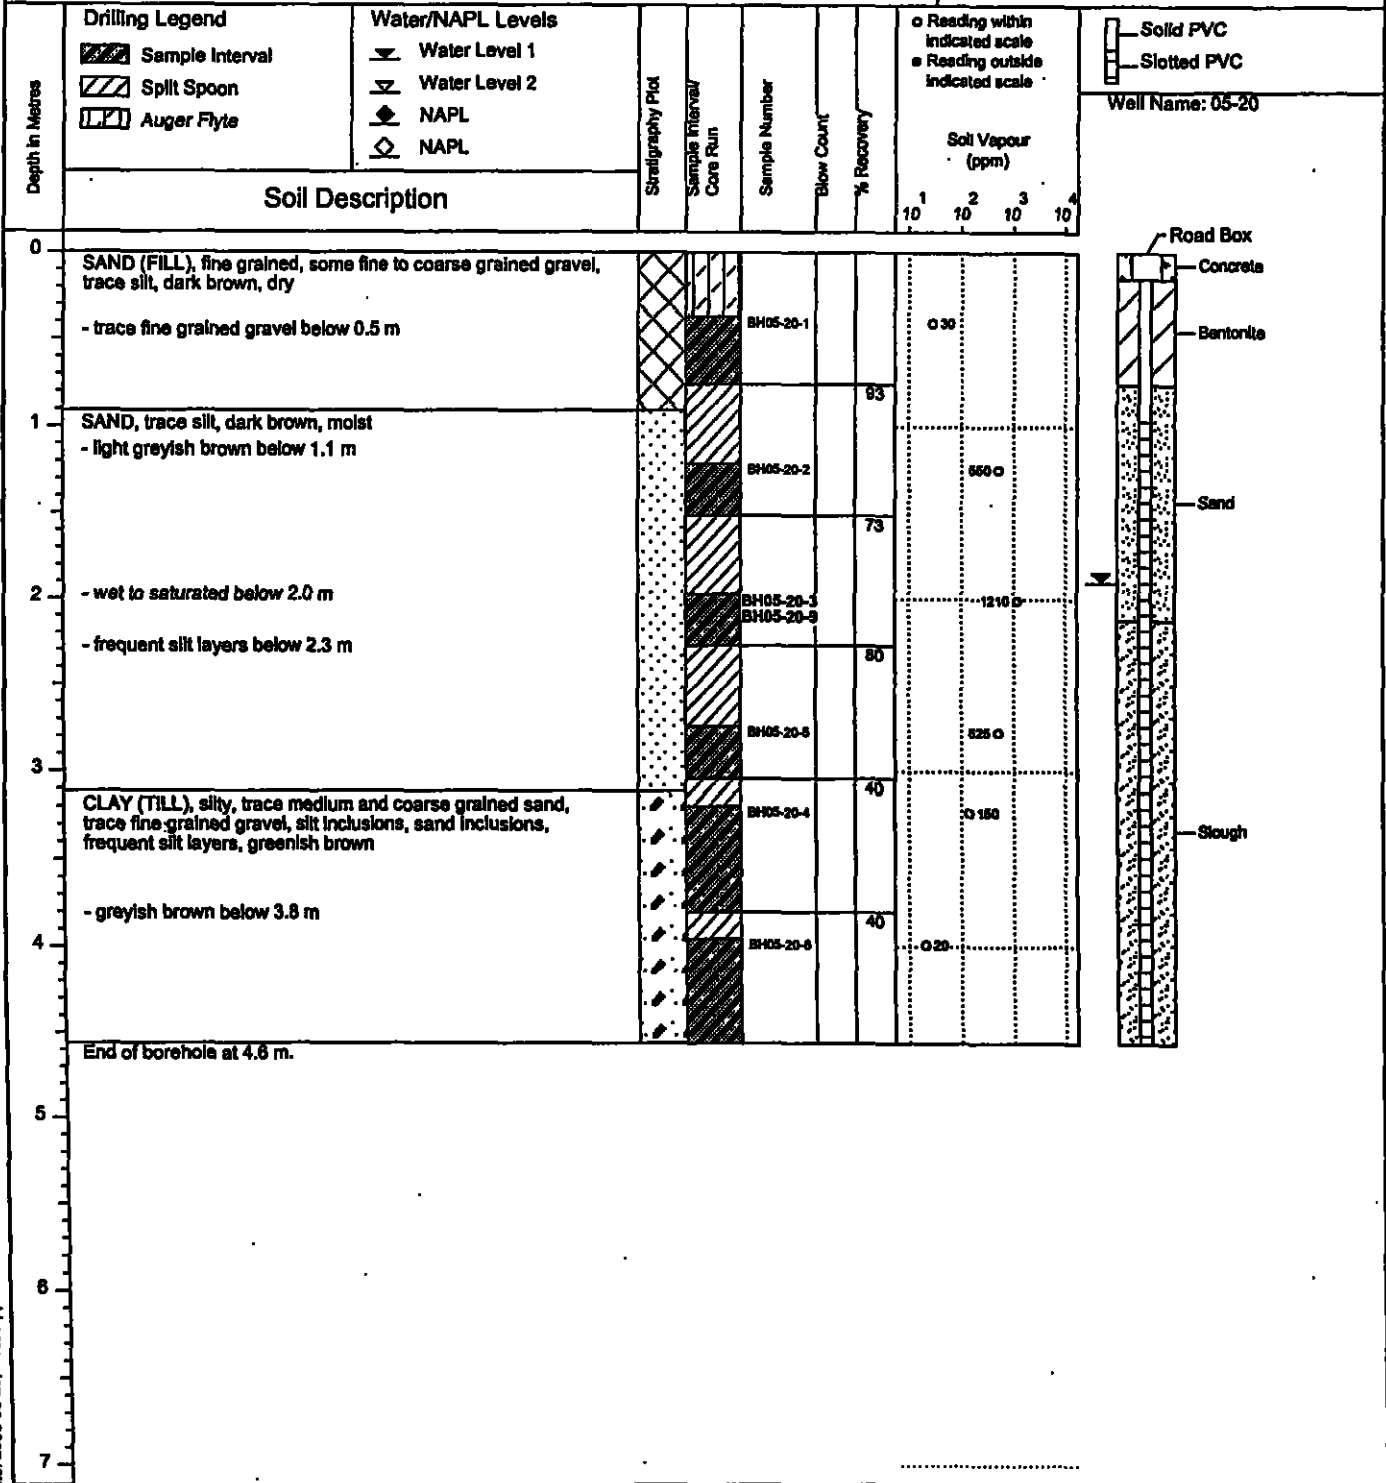 Drilling Legend
Sample Interval
Split Spoon
Auger Flyte
Water/NAPL Levels
Water Level 1
Water Level 2
NAPL
NAPL
Depth in Metres
Soil Description
Stratigraphy Plot
Sample Interval/
Core Run
Sample Number
Blow Count
% Recovery
Reading within
indicated scale
Reading outside
indicated scale
Soil Vapour
(ppm)
10 1 10 2 10 3 10 4
Solid PVC
Slotted PVC
Well Name: 05-20
Road Box
Concrete
Bentonite
Sand
Slough
0
SAND (FILL), fine grained, some fine to coarse grained gravel,
trace silt, dark brown, dry
- trace fine grained gravel below 0.5 m
BH05-20-1
30
93
1
SAND, trace silt, dark brown, moist
- light greyish brown below 1.1 m
BH05-20-2
550
73
2
- wet to saturated below 2.0 m
BH05-20-3
BH05-20-9
1210
- frequent silt layers below 2.3 m
80
BH05-20-5
525
3
40
CLAY (TILL), silty, trace medium and coarse grained sand,
trace fine grained gravel, silt inclusions, sand inclusions,
frequent silt layers, greenish brown
BH05-20-4
150
- greyish brown below 3.8 m
40
4
BH05-20-6
20
End of borehole at 4.6 m.
5
6
7